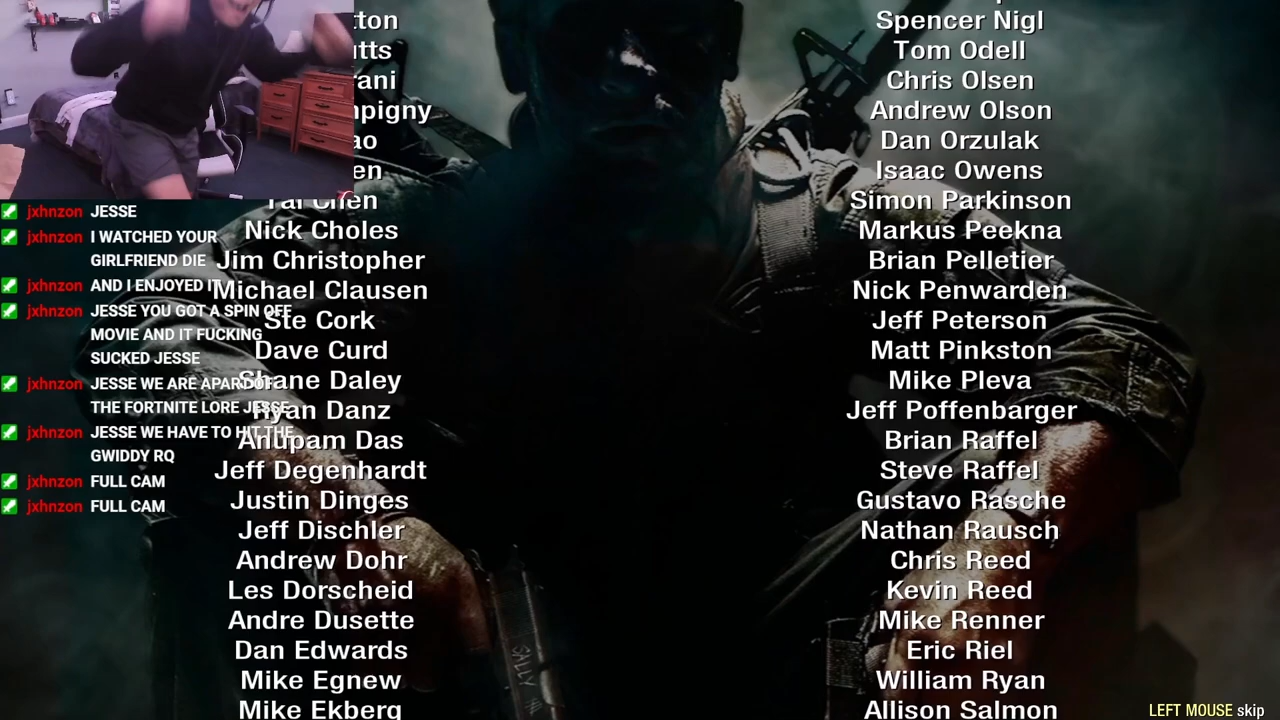 JESSE
jxhnzon JESSE
I WATCHED YOUR
GIRLFRIEND DIE
jxhnzon AND I ENJOYED IT
jxhnzon JESSE YOU GOT A SPIN OFF
MOVIE AND IT FUCKING
SUCKED JESSE
jxhnzon JESSE WE ARE APART OF
THE FORTNITE LORE JESSE
jxhnzon JESSE WE HAVE TO HIT THE
GWIDDY RQ
jxhnzon FULL CAM
jxhnzon FULL CAM
Nick Choles
Jim Christopher
Michael Clausen
Ste Cork
Dave Curd
Shane Daley
Ryan Danz
Anupam Das
Jeff Degenhardt
Justin Dinges
Jeff Dischler
Andrew Dohr
Les Dorscheid
Andre Dusette
Dan Edwards
Mike Egnew
Mike Ekberg
Spencer Nigl
Tom Odell
Chris Olsen
Andrew Olson
Dan Orzulak
Isaac Owens
Simon Parkinson
Markus Peekna
Brian Pelletier
Nick Penwarden
Jeff Peterson
Matt Pinkston
Mike Pleva
Jeff Poffenbarger
Brian Raffel
Steve Raffel
Gustavo Rasche
Nathan Rausch
Chris Reed
Kevin Reed
Mike Renner
Eric Riel
William Ryan
Allison Salmon
LEFT MOUSE skip